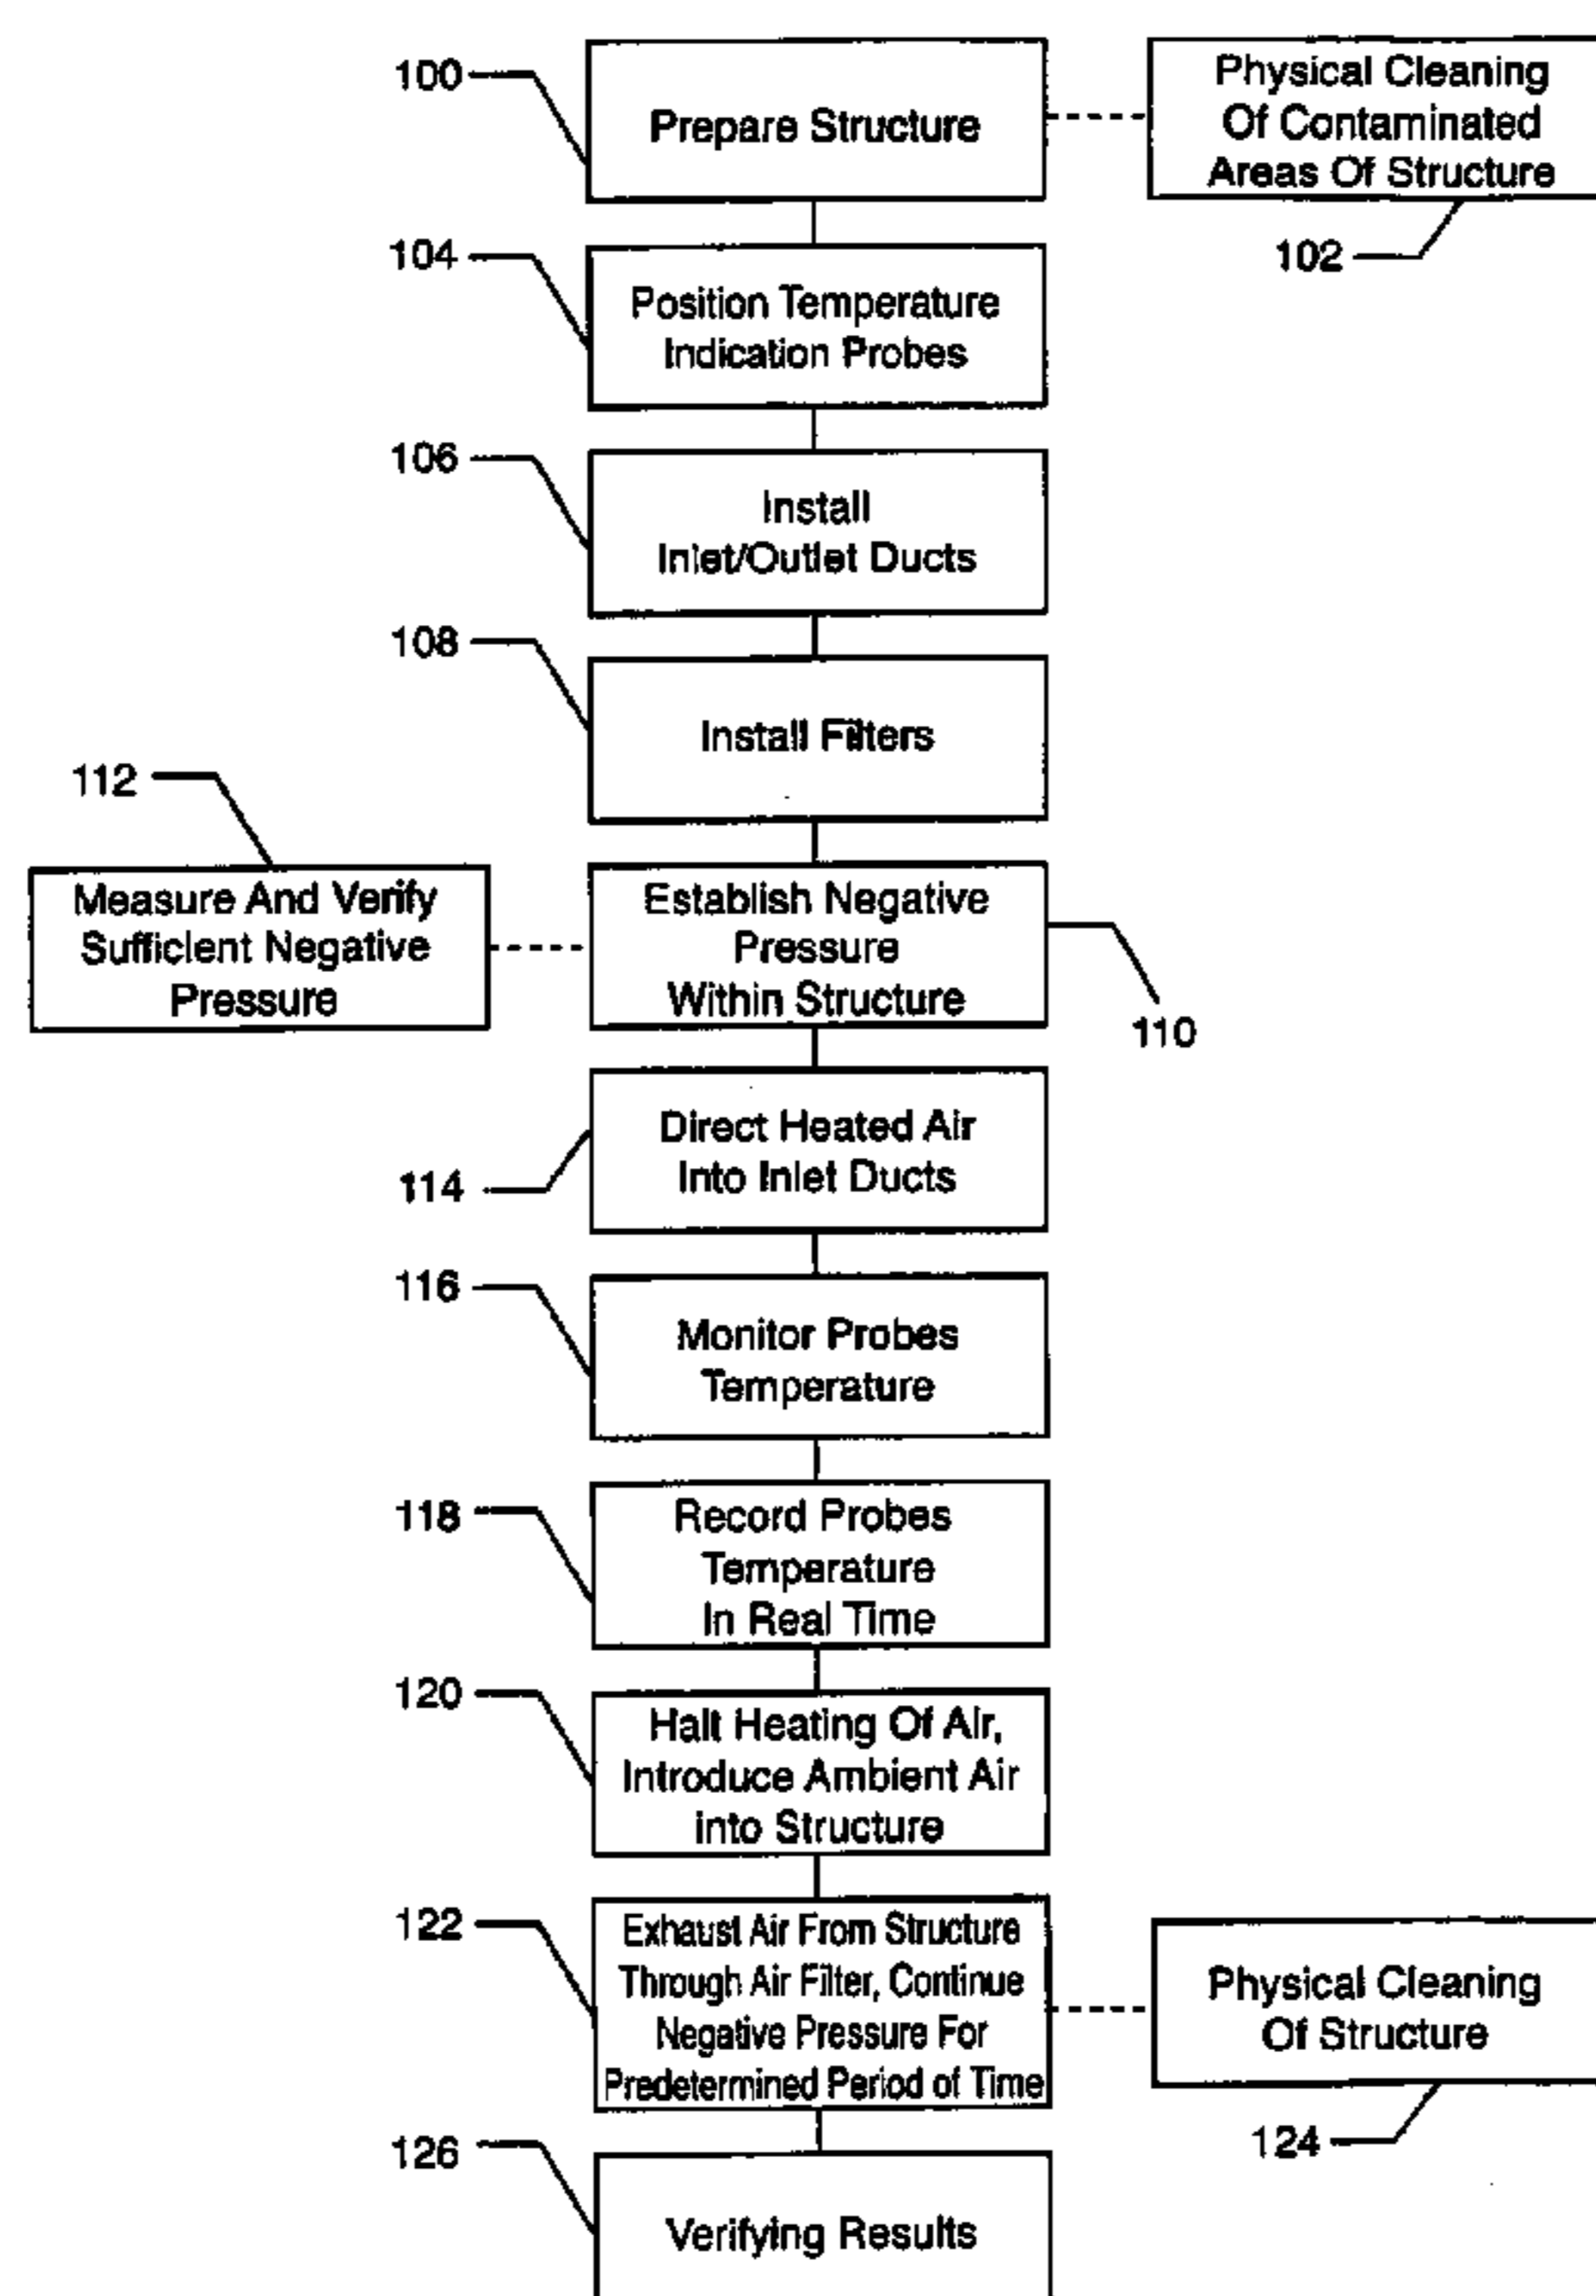 100
Prepare Structure
Physical Cleaning
Of Contaminated
Areas Of Structure
102
104
Position Temperature
Indication Probes
106
Install
Inlet/Outlet Ducts
108
Install Filters
112
Measure And Verify
Sufficient Negative
Pressure
Establish Negative
Pressure
Within Structure
110
Direct Heated Air
Into Inlet Ducts
114
116
Monitor Probes
Temperature
118
Record Probes
Temperature
In Real Time
120
Halt Heating Of Air,
Introduce Ambient Air
into Structure
122
Exhaust Air From Structure
Through Air Filter, Continue
Negative Pressure For
Predetermined Period of Time
Physical Cleaning
Of Structure
124
126
Verifying Results